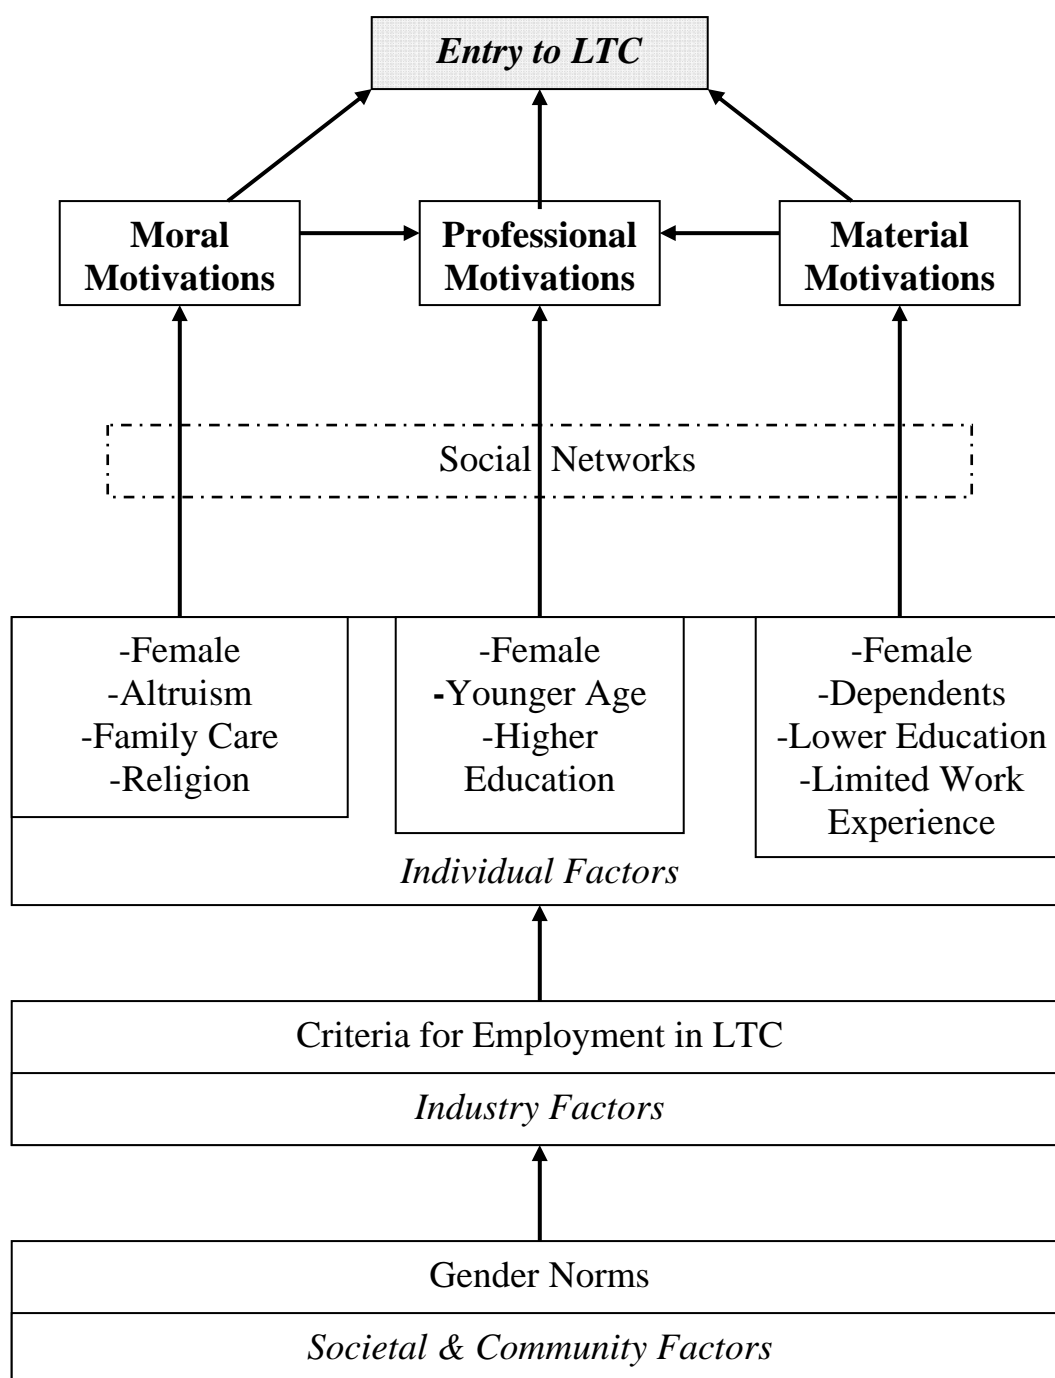 Entry to LTC
Moral
Motivations
Professional
Motivations
Material
Motivations
Social Networks
-Female
-Altruism
-Family Care
-Religion
-Female
-Younger Age
-Higher
Education
-Female
-Dependents
-Lower Education
-Limited Work
Experience
Individual Factors
Criteria for Employment in LTC
Industry Factors
Gender Norms
Societal & Community Factors